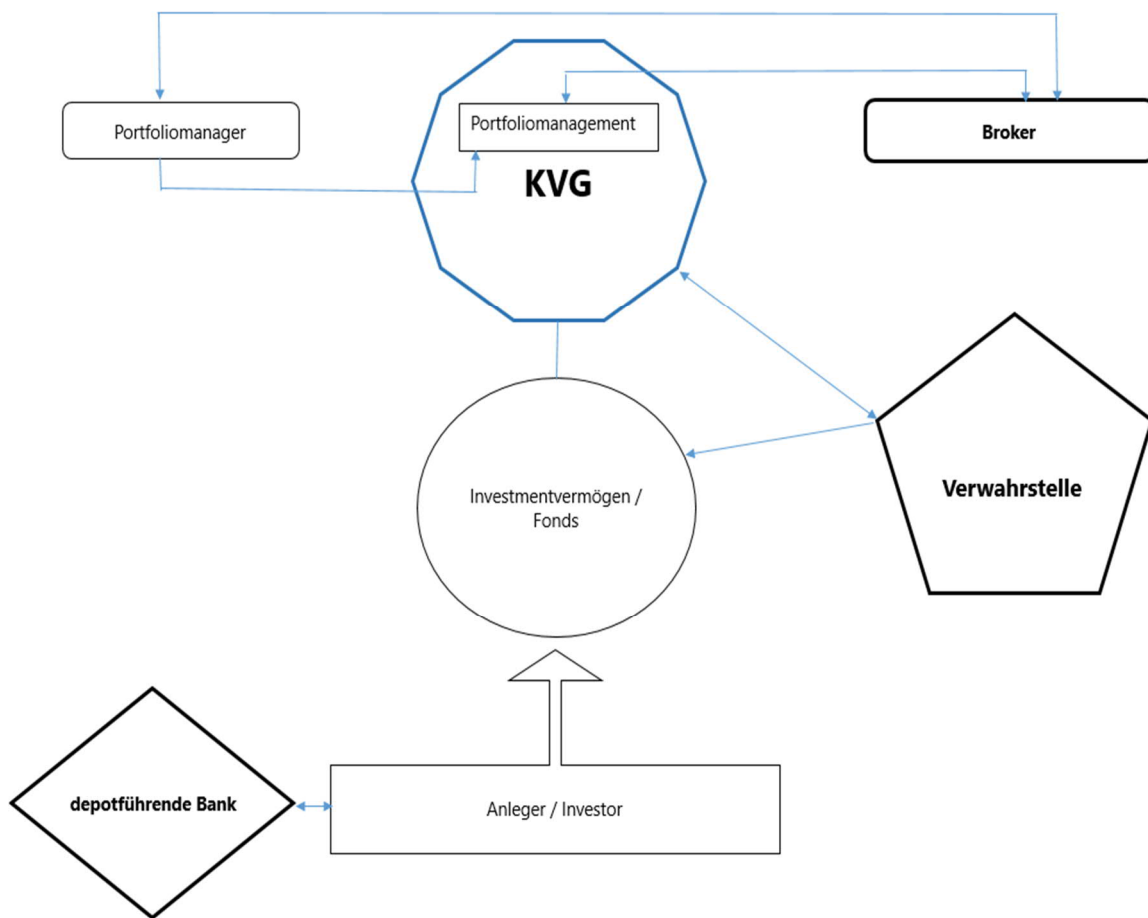 Portfoliomanager
Portfoliomanagement
Broker
KVG
Verwahrstelle
Investmentvermögen /
Fonds
depotführende Bank
Anleger / Investor